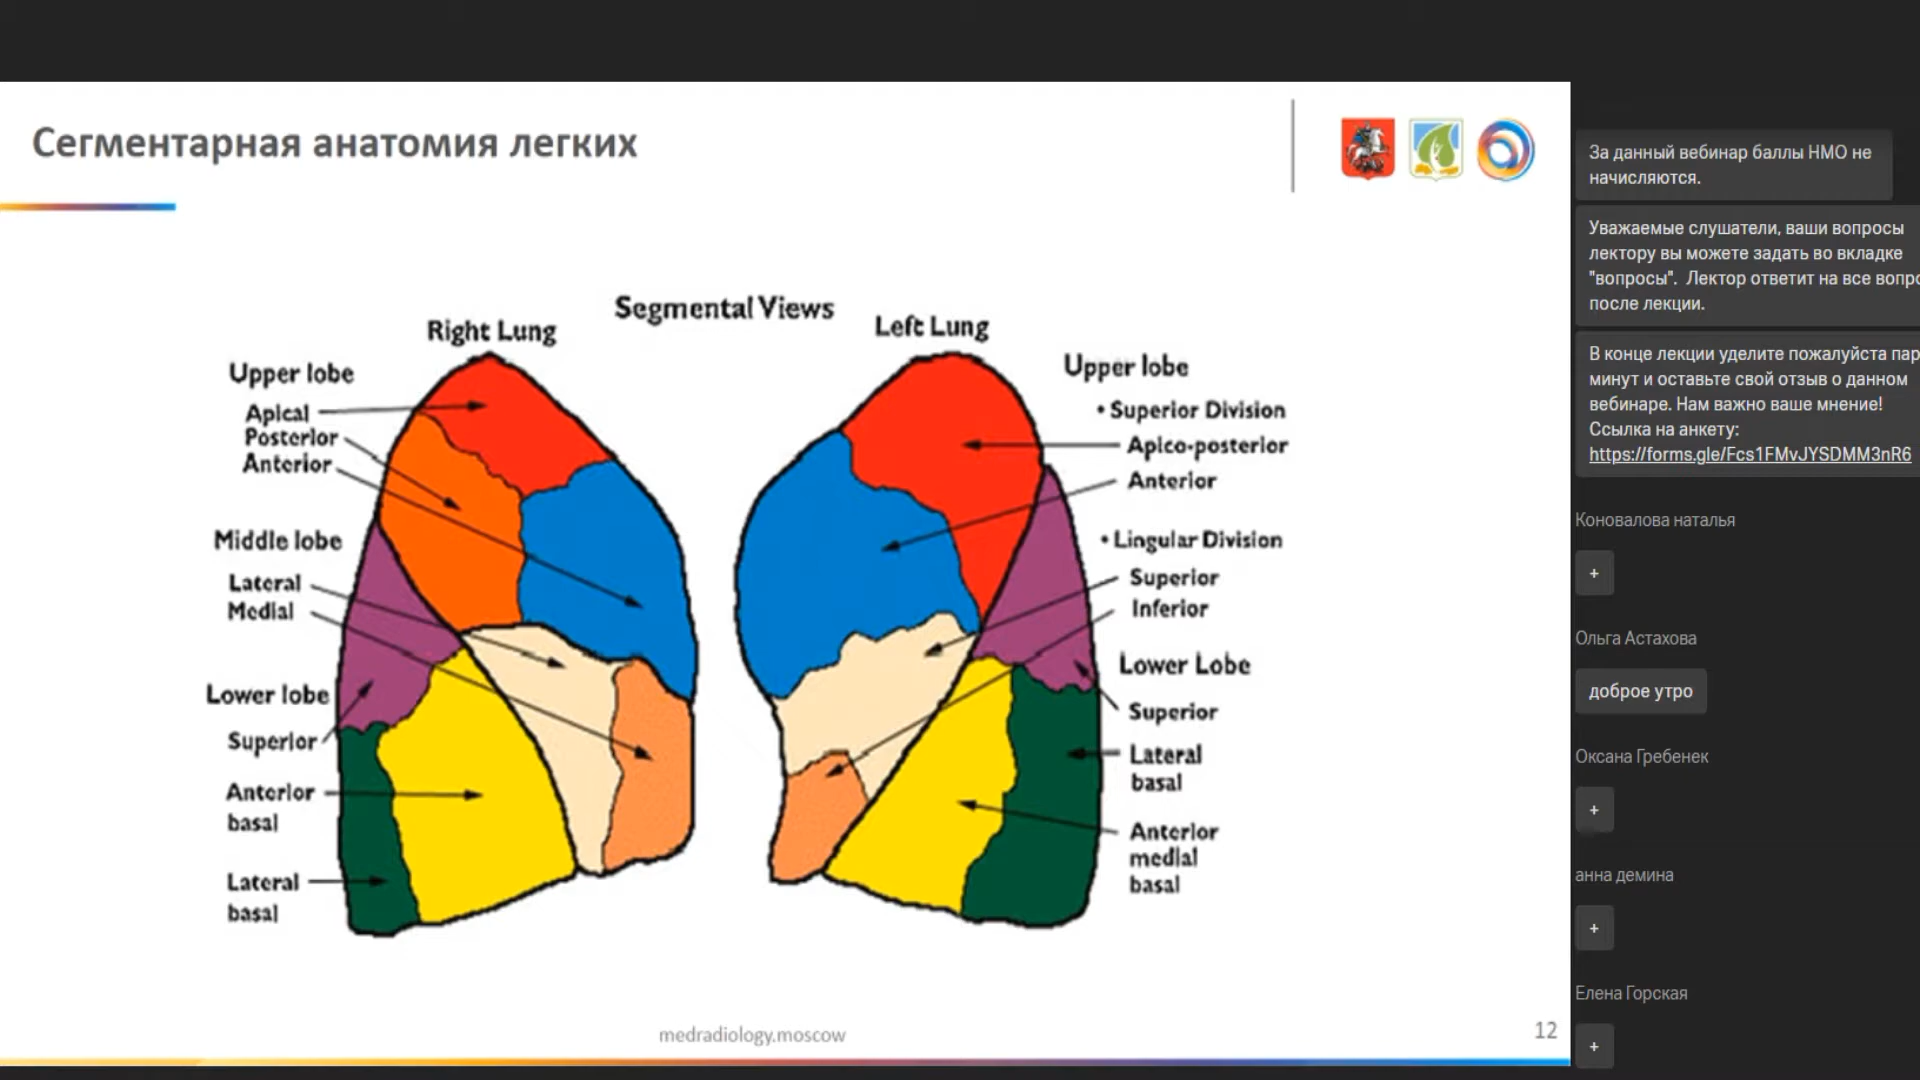 Сегментарная анатомия легких
Segmental Views
Right Lung
Left Lung
Upper lobe
Apical
Posterior
Anterior
Middle lobe
Lateral
Medial
Lower lobe
Superior
Anterior
basal
Lateral
basal
Upper lobe
• Superior Division
Apico-posterior
Anterior
• Lingular Division
Superior
Inferior
Lower Lobe
Superior
Lateral
basal
Anterior
medial
basal
medradiology.moscow
12
За данный вебинар баллы НМО не
начисляются.
Уважаемые слушатели, ваши вопросы
лектору вы можете задать во вкладке
"вопросы". Лектор ответит на все
после лекции.
В конце лекции уделите пожалуйста
минут и оставьте свой отзыв о данном
вебинаре. Нам важно ваше мнение!
Ссылка на анкету:
https://forms.gle/Fcs1FMvJYSDMM3nR6
Коновалова наталья
+
Ольга Астахова
доброе утро
Оксана Гребенек
+
анна демина
+
Елена Горская
+